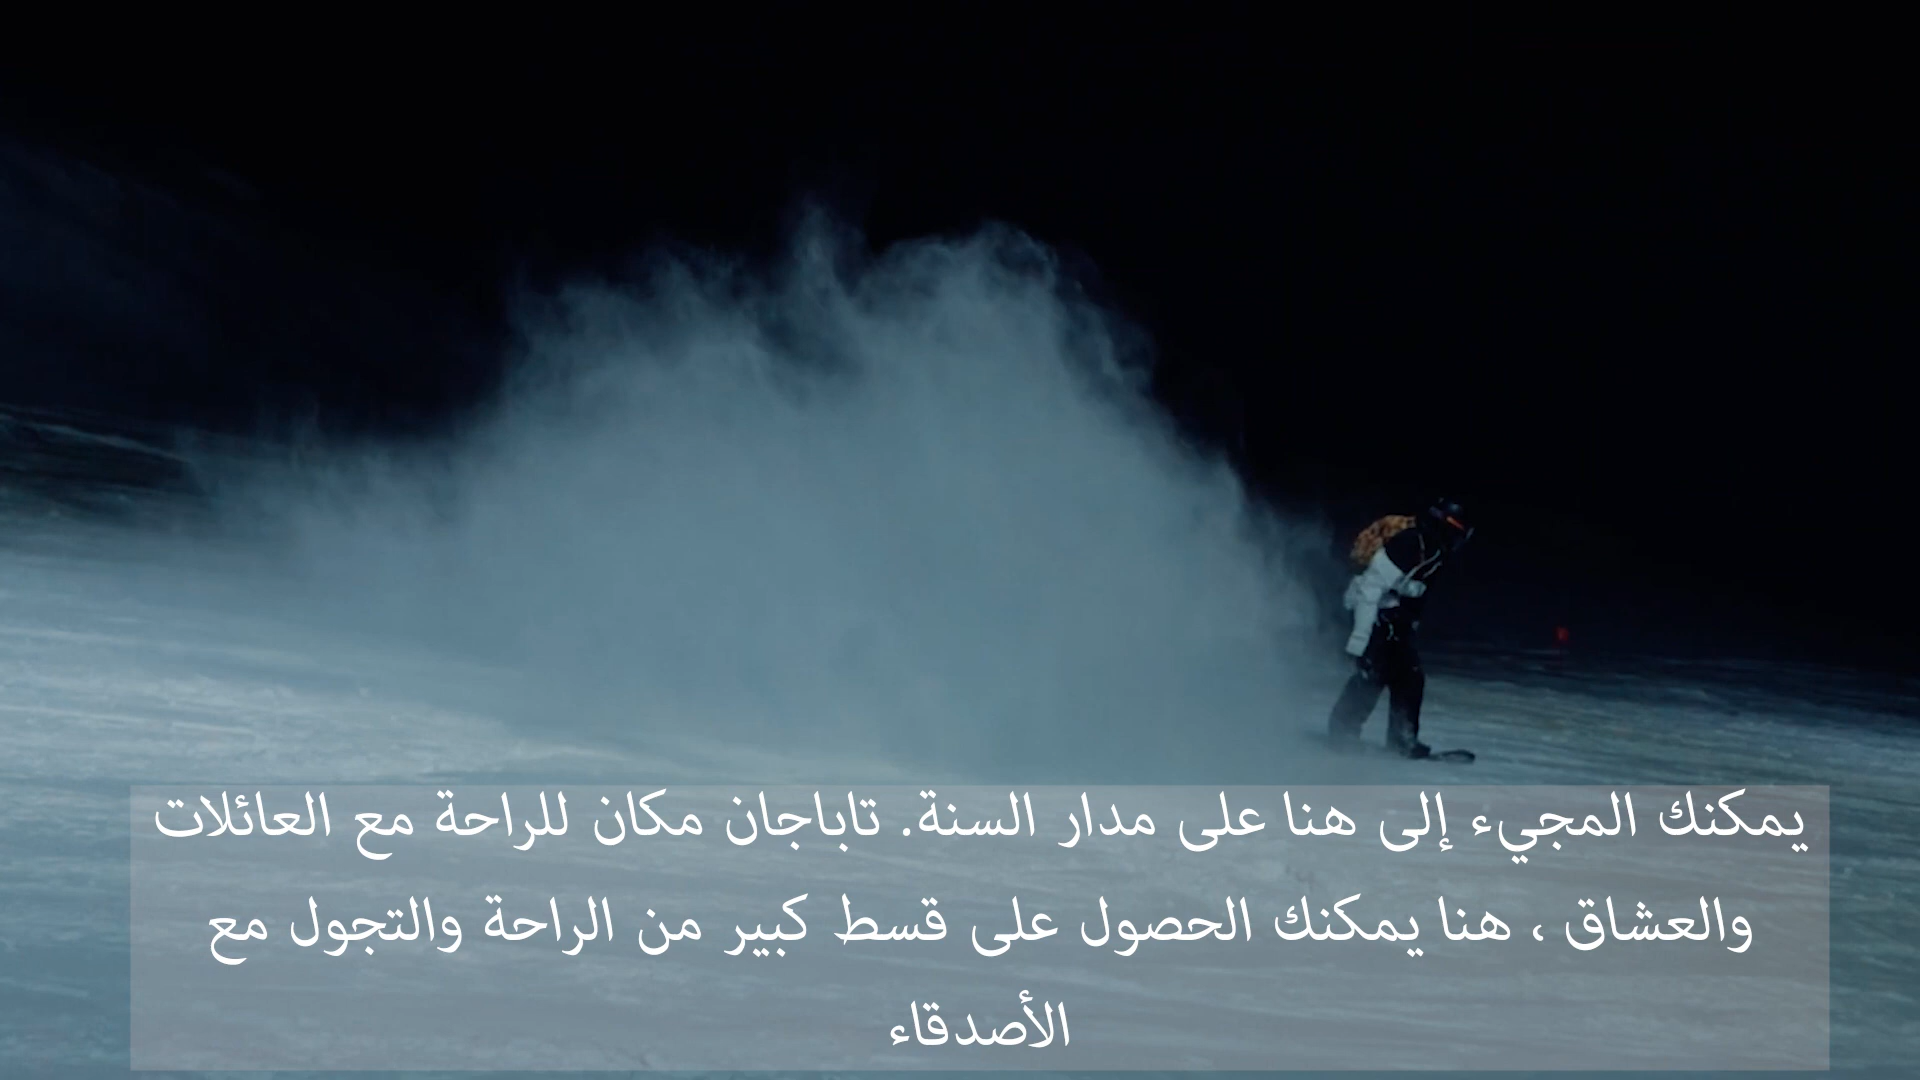 يمكنك المجيء إلى هنا على مدار السنة. تاباجان مكان للراحة مع العائلات
والعشاق ، هنا يمكنك الحصول على قسط كبير من الراحة والتجول مع
الأصدقاء